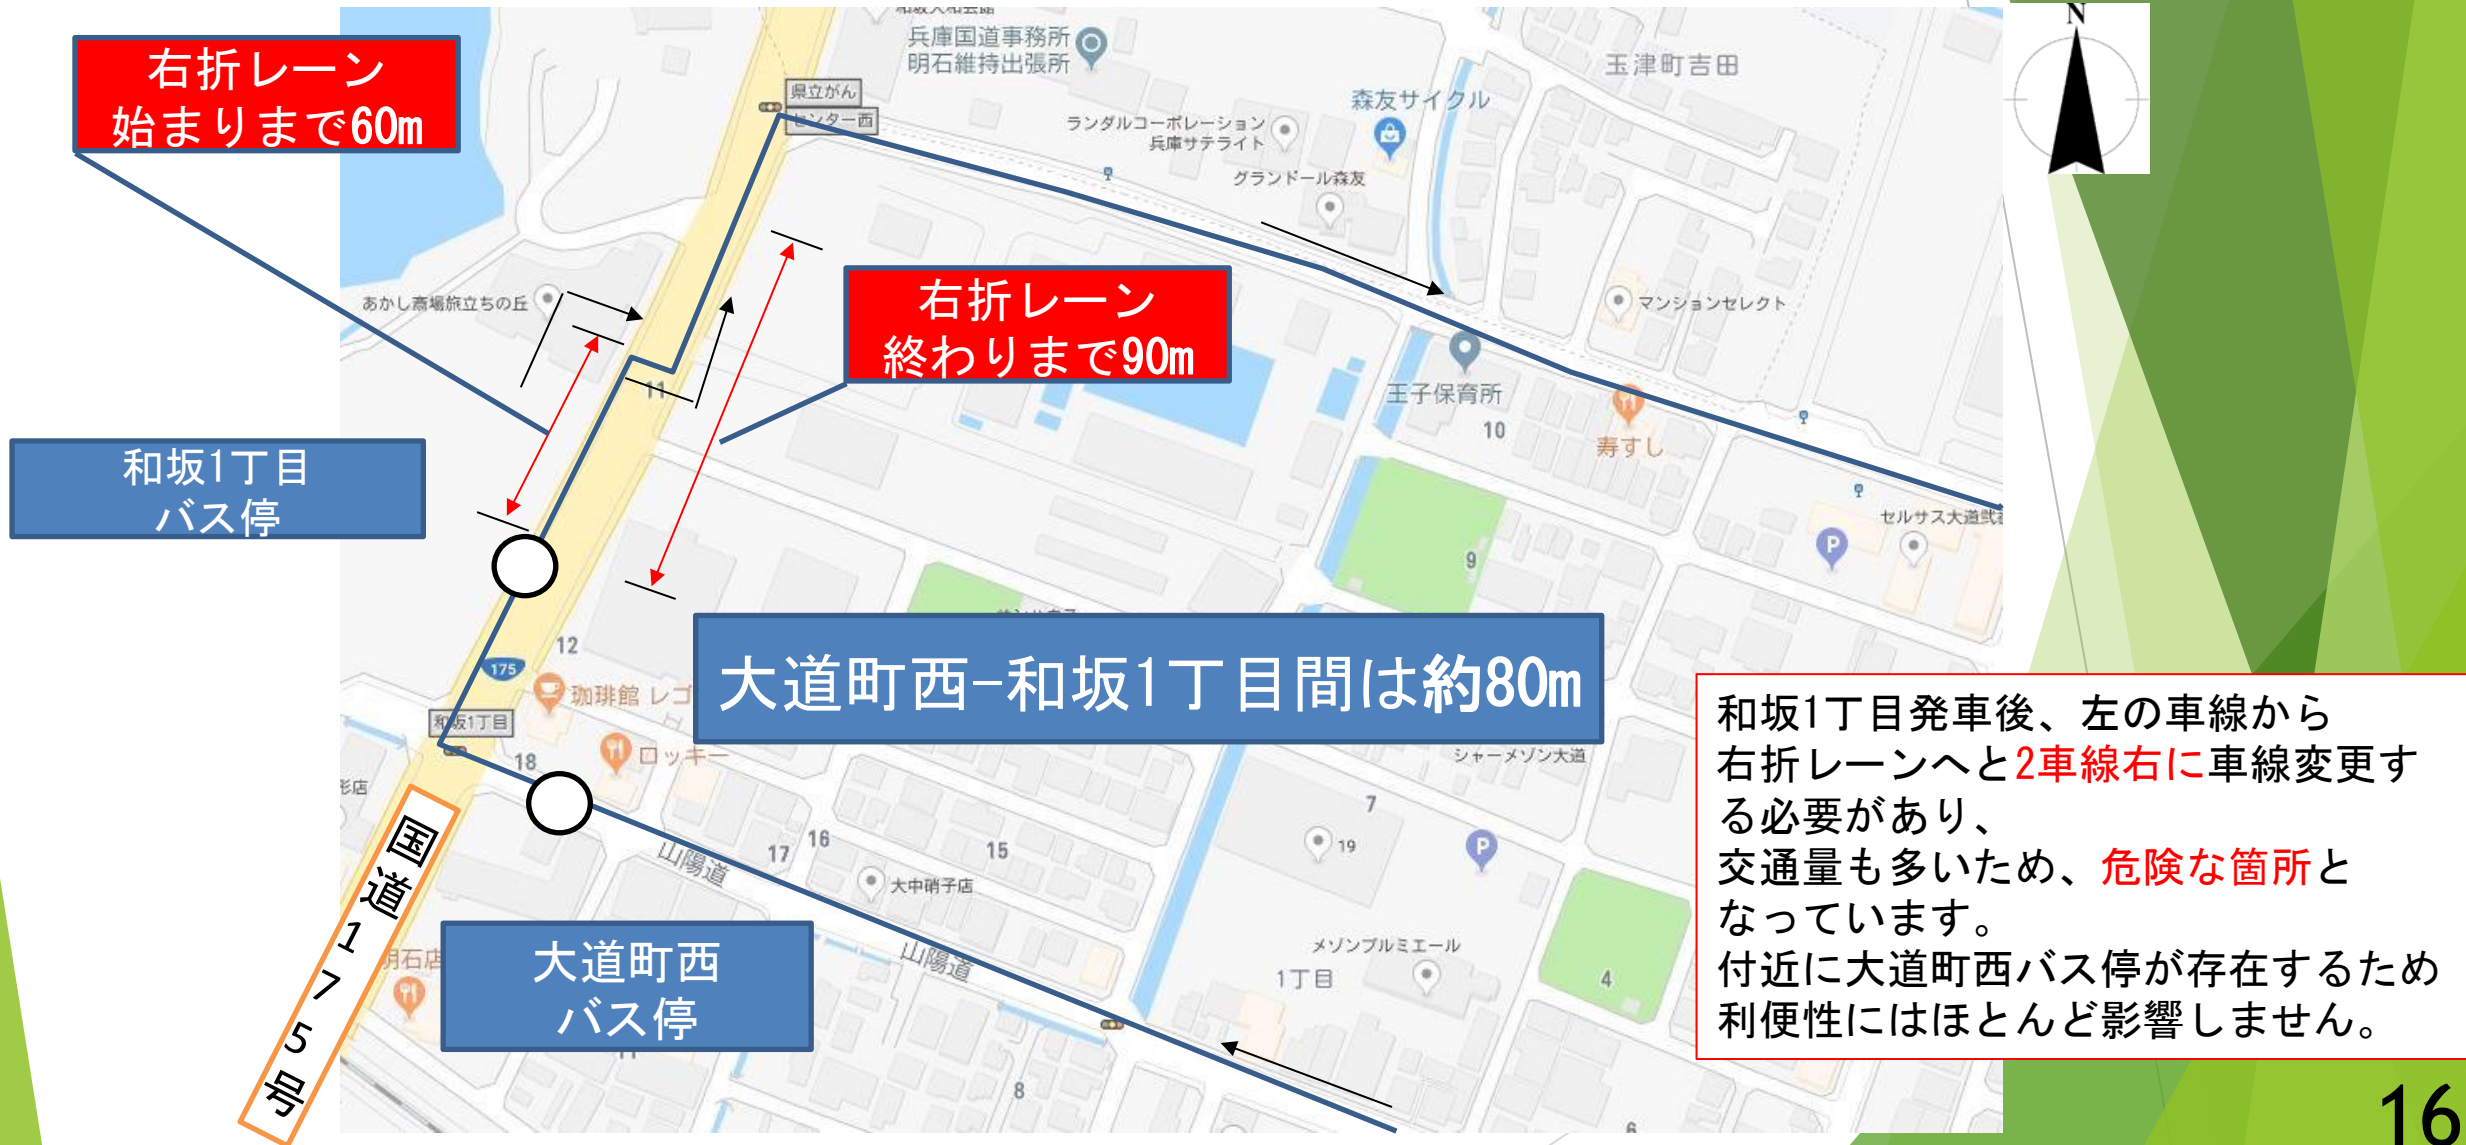 和坂大和会館
兵庫国道事務所
明石維持出張所
玉津町吉田
N
右折レーン
始まりまで60m
県立がん
センター西
森友サイクル
ランダルコーポレーション
兵庫サテライト
グランドール森友
あかし斎場旅立ちの丘
右折レーン
終わりまで90m
マンションセレクト
11
王子保育所
10
寿すし
和坂1丁目
バス停
セルサス大道弐
P
9
12
175
珈琲館 レゴ
大道町西-和坂1丁目間は約80m
和坂1丁目
18
ロッキー
シャーメゾン大道
和坂1丁目発車後、左の車線から
右折レーンへと2車線右に車線変更す
る必要があり、
交通量も多いため、危険な箇所と
なっています。
付近に大道町西バス停が存在するため
利便性にはほとんど影響しません。
7
19
P
16
17
15
山陽道
大中硝子店
国道175号
明石店
大道町西
バス停
山陽道
メゾンプルミエール
1丁目
4
8
6
16